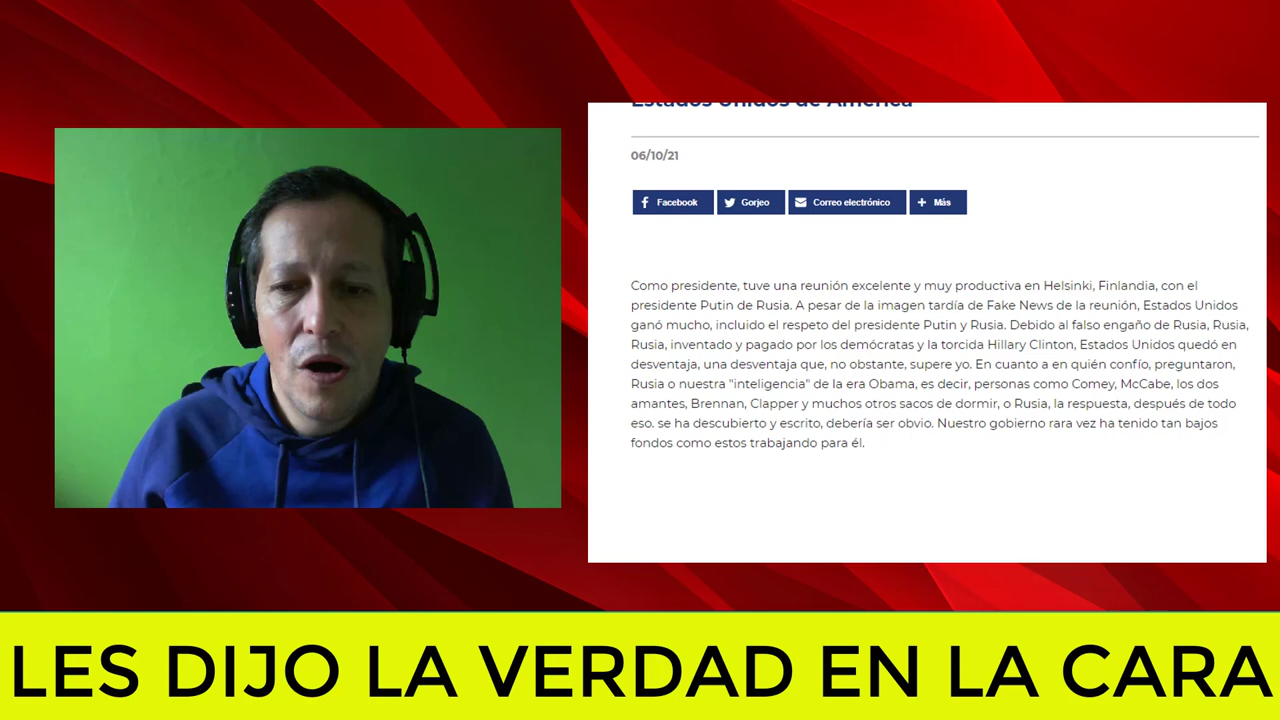 Estados Unidos de América
06/10/21
Facebook
Gorjeo
Correo electrónico
Más
Como presidente, tuve una reunión excelente y muy productiva en Helsinki, Finlandia, con el
presidente Putin de Rusia. A pesar de la imagen tardía de Fake News de la reunión, Estados Unidos
ganó mucho, incluido el respeto del presidente Putin y Rusia. Debido al falso engaño de Rusia, Rusia,
Rusia, inventado y pagado por los demócratas y la torcida Hillary Clinton, Estados Unidos quedó en
desventaja, una desventaja que, no obstante, supere yo. En cuanto a en quién confío, preguntaron,
Rusia o nuestra "inteligencia" de la era Obama, es decir, personas como Comey, McCabe, los dos
amantes, Brennan, Clapper y muchos otros sacos de dormir, o Rusia, la respuesta, después de todo
eso. se ha descubierto y escrito, debería ser obvio. Nuestro gobierno rara vez ha tenido tan bajos
fondos como estos trabajando para él.
LES DIJO LA VERDAD EN LA CARA